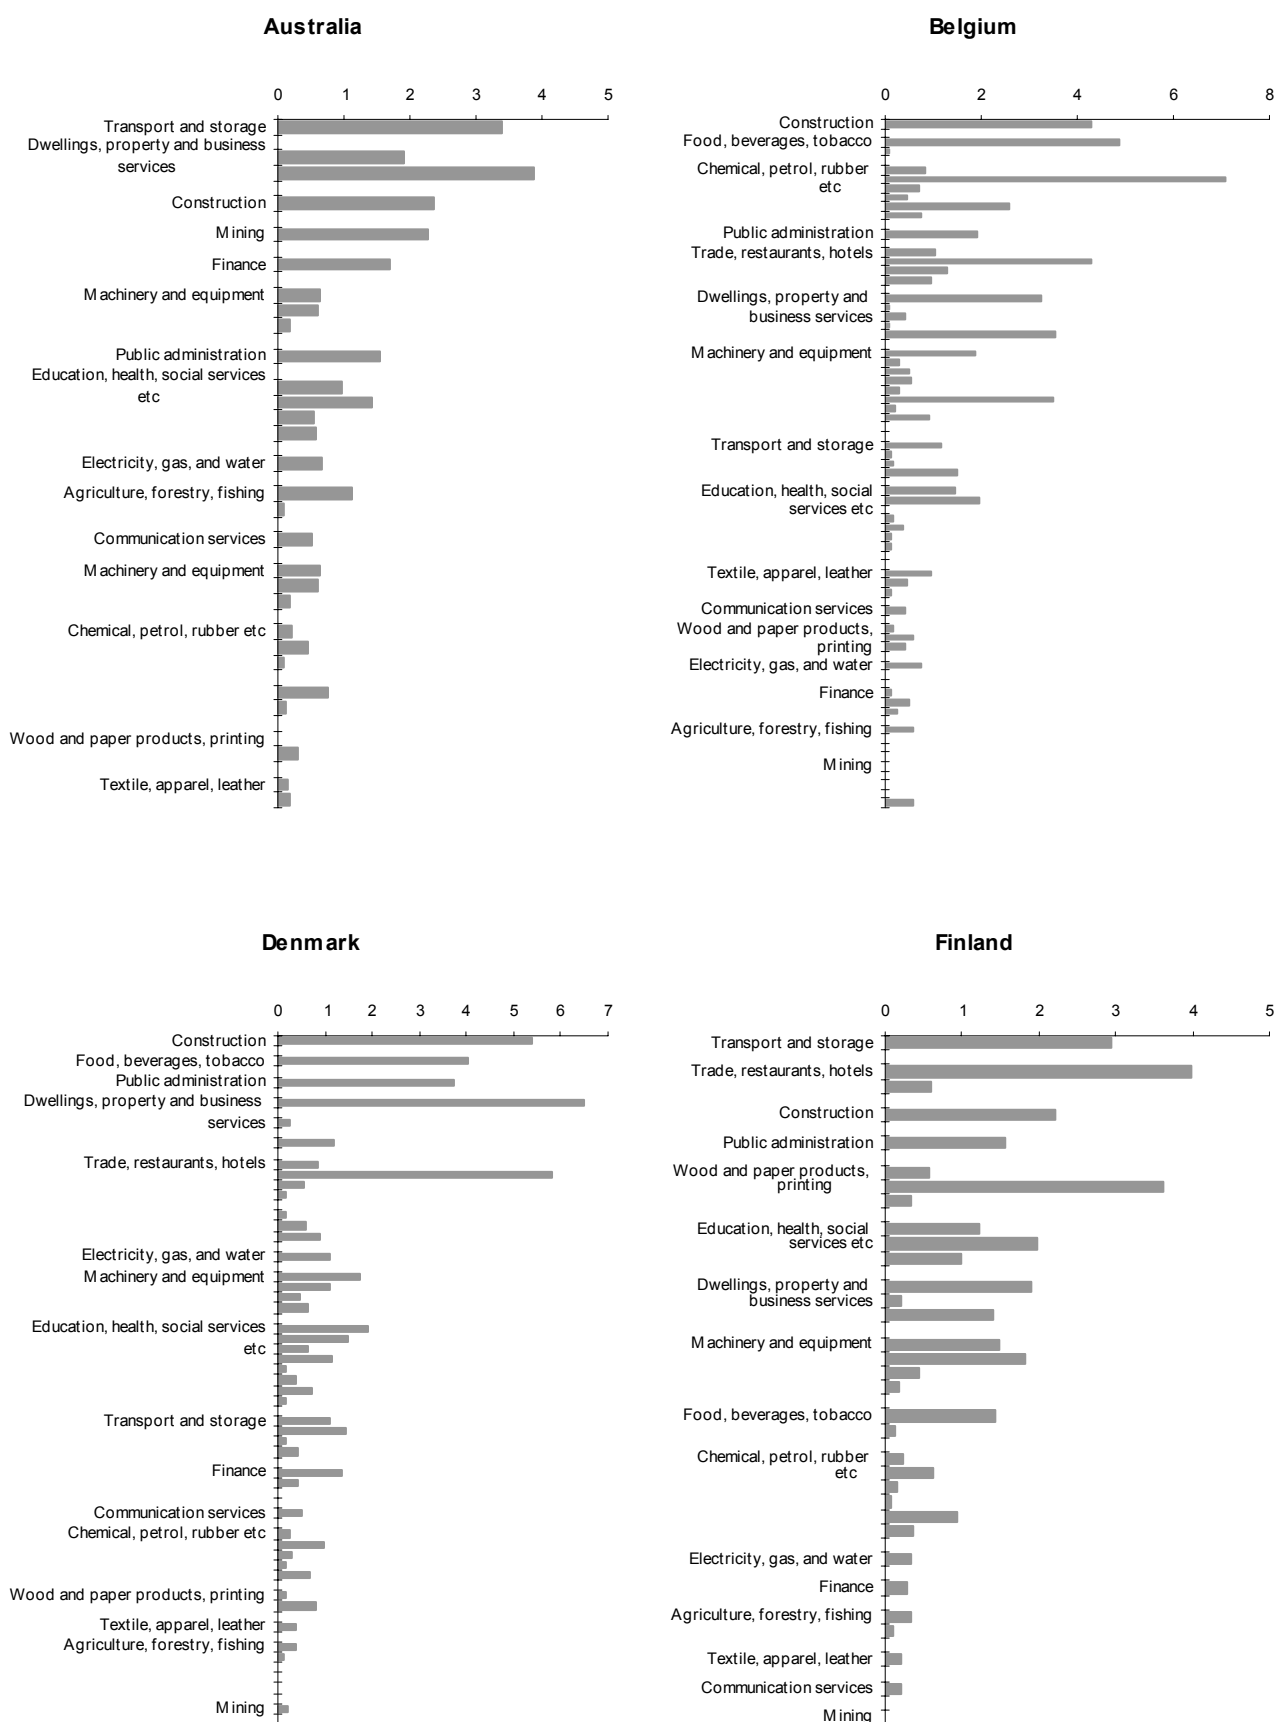 Australia
0 1 2 3 4 5
Transport and storage
Dwellings, property and business
services
Construction
Mining
Finance
Machinery and equipment
Public administration
Education, health, social services
etc
Electricity, gas, and water
Agriculture, forestry, fishing
Communication services
Machinery and equipment
Chemical, petrol, rubber etc
Wood and paper products, printing
Textile, apparel, leather
Belgium
0 2 4 6 8
Construction
Food, beverages, tobacco
Chemical, petrol, rubber
etc
Public administration
Trade, restaurants, hotels
Dwellings, property and
business services
Machinery and equipment
Transport and storage
Education, health, social
services etc
Textile, apparel, leather
Communication services
Wood and paper products,
printing
Electricity, gas, and water
Finance
Agriculture, forestry, fishing
Mining
Denmark
0 1 2 3 4 5 6 7
Construction
Food, beverages, tobacco
Public administration
Dwellings, property and business
services
Trade, restaurants, hotels
Electricity, gas, and water
Machinery and equipment
Education, health, social services
etc
Transport and storage
Finance
Communication services
Chemical, petrol, rubber etc
Wood and paper products, printing
Textile, apparel, leather
Agriculture, forestry, fishing
Mining
Finland
0 1 2 3 4 5
Transport and storage
Trade, restaurants, hotels
Construction
Public administration
Wood and paper products,
printing
Education, health, social
services etc
Dwellings, property and
business services
Machinery and equipment
Food, beverages, tobacco
Chemical, petrol, rubber
etc
Electricity, gas, and water
Finance
Agriculture, forestry, fishing
Textile, apparel, leather
Communication services
Mining